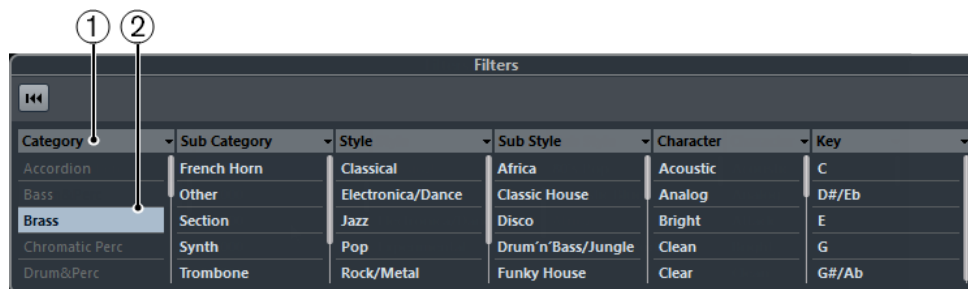 1 2
Filters
Category Sub Category Style Sub Style Character Key
Accordion French Horn Classical Africa Acoustic C
Bass Other Electronica/Dance Classic House Analog D#/Eb
Brass Section Jazz Disco Bright E
Chromatic Perc Synth Pop Drum´n´Bass/Jungle Clean G
Drum&Perc Trombone Rock/Metal Funky House Clear G#/Ab